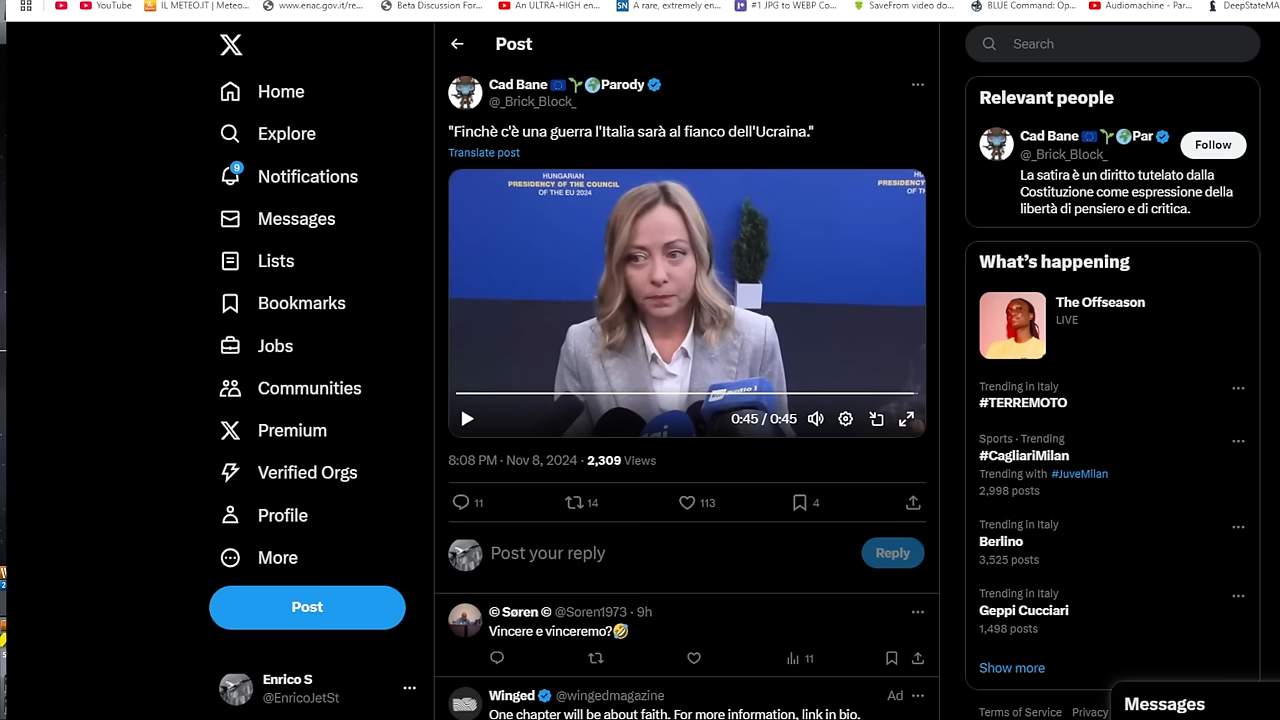 YouTube
IL METEO.IT | Meteo...
www.enac.gov.it/re...
Beta Discussion For...
An ULTRA-HIGH en...
A rare, extremely en...
#1 JPG to WEBP Co...
SaveFrom video do...
BLUE Command: Op...
Audiomachine - Par...
DeepStateMA
Home
Explore
9
Notifications
Messages
Lists
Bookmarks
Jobs
Communities
Premium
Verified Orgs
Profile
More
Post
Enrico S
@EnricoJetSt
Post
Cad Bane 🇪🇺🌱🌍Parody
@_Brick_Block_
"Finchè c'è una guerra l'Italia sarà al fianco dell'Ucraina."
Translate post
HUNGARIAN
PRESIDENCY OF THE COUNCIL
OF THE EU 2024
HU
PRESIDENCY OF
OF TH
radio 1
0:45 / 0:45
8:08 PM · Nov 8, 2024 · 2,309 Views
11 14 113 4
Post your reply
Reply
© Søren © @Soren1973 · 9h
Vincere e vinceremo?🤣
11
Winged @wingedmagazine Ad
One chapter will be about faith. For more information, link in bio.
Search
Relevant people
Cad Bane 🇪🇺🌱🌍Par
@_Brick_Block_
Follow
La satira è un diritto tutelato dalla
Costituzione come espressione della
libertà di pensiero e di critica.
What's happening
The Offseason
LIVE
Trending in Italy
#TERREMOTO
Sports · Trending
#CagliariMilan
Trending with #JuveMilan
2,998 posts
Trending in Italy
Berlino
3,525 posts
Trending in Italy
Geppi Cucciari
1,498 posts
Show more
Terms of Service Privacy
Messages